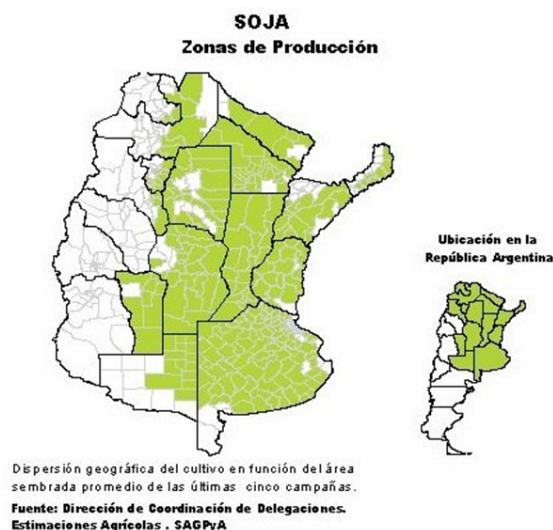 SOJA
Zonas de Producción
Ubicación en la
República Argentina
Dispersión geográfica del cultivo en función del área
sembrada promedio de las últimas cinco campañas.
Fuente: Dirección de Coordinación de Delegaciones.
Estimaciones Agrícolas . SAGPyA